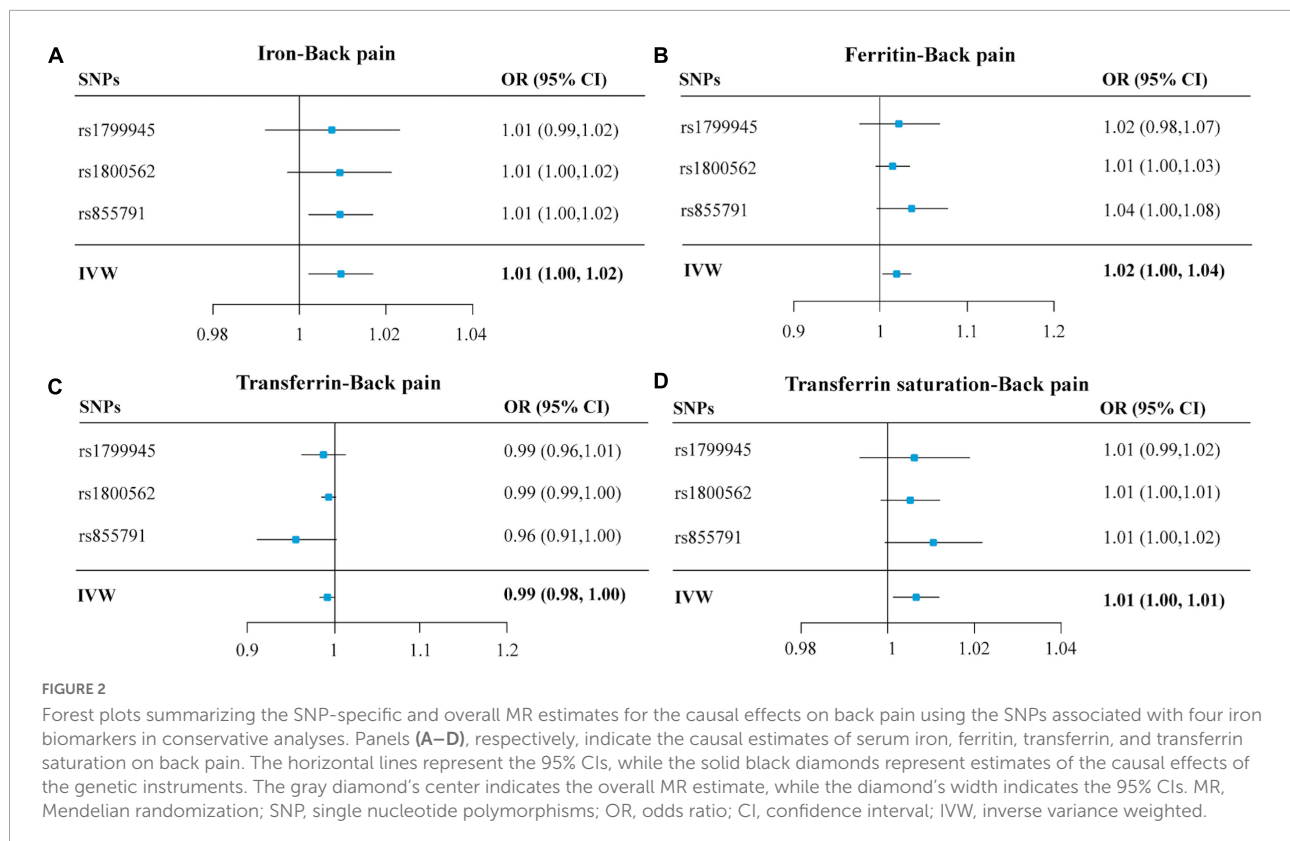 A
Iron-Back pain
SNPs OR (95% CI)
rs1799945 1.01 (0.99,1.02)
rs1800562 1.01 (1.00,1.02)
rs855791 1.01 (1.00,1.02)
IVW 1.01 (1.00, 1.02)
0.98 1 1.02 1.04
B
Ferritin-Back pain
SNPs OR (95% CI)
rs1799945 1.02 (0.98,1.07)
rs1800562 1.01 (1.00,1.03)
rs855791 1.04 (1.00,1.08)
IVW 1.02 (1.00, 1.04)
0.9 1 1.1 1.2
C
Transferrin-Back pain
SNPs OR (95% CI)
rs1799945 0.99 (0.96,1.01)
rs1800562 0.99 (0.99,1.00)
rs855791 0.96 (0.91,1.00)
IVW 0.99 (0.98, 1.00)
0.9 1 1.1 1.2
D
Transferrin saturation-Back pain
SNPs OR (95% CI)
rs1799945 1.01 (0.99,1.02)
rs1800562 1.01 (1.00,1.01)
rs855791 1.01 (1.00,1.02)
IVW 1.01 (1.00, 1.01)
0.98 1 1.02 1.04
FIGURE 2
Forest plots summarizing the SNP-specific and overall MR estimates for the causal effects on back pain using the SNPs associated with four iron
biomarkers in conservative analyses. Panels (A–D), respectively, indicate the causal estimates of serum iron, ferritin, transferrin, and transferrin
saturation on back pain. The horizontal lines represent the 95% CIs, while the solid black diamonds represent estimates of the causal effects of
the genetic instruments. The gray diamond's center indicates the overall MR estimate, while the diamond's width indicates the 95% CIs. MR,
Mendelian randomization; SNP, single nucleotide polymorphisms; OR, odds ratio; CI, confidence interval; IVW, inverse variance weighted.